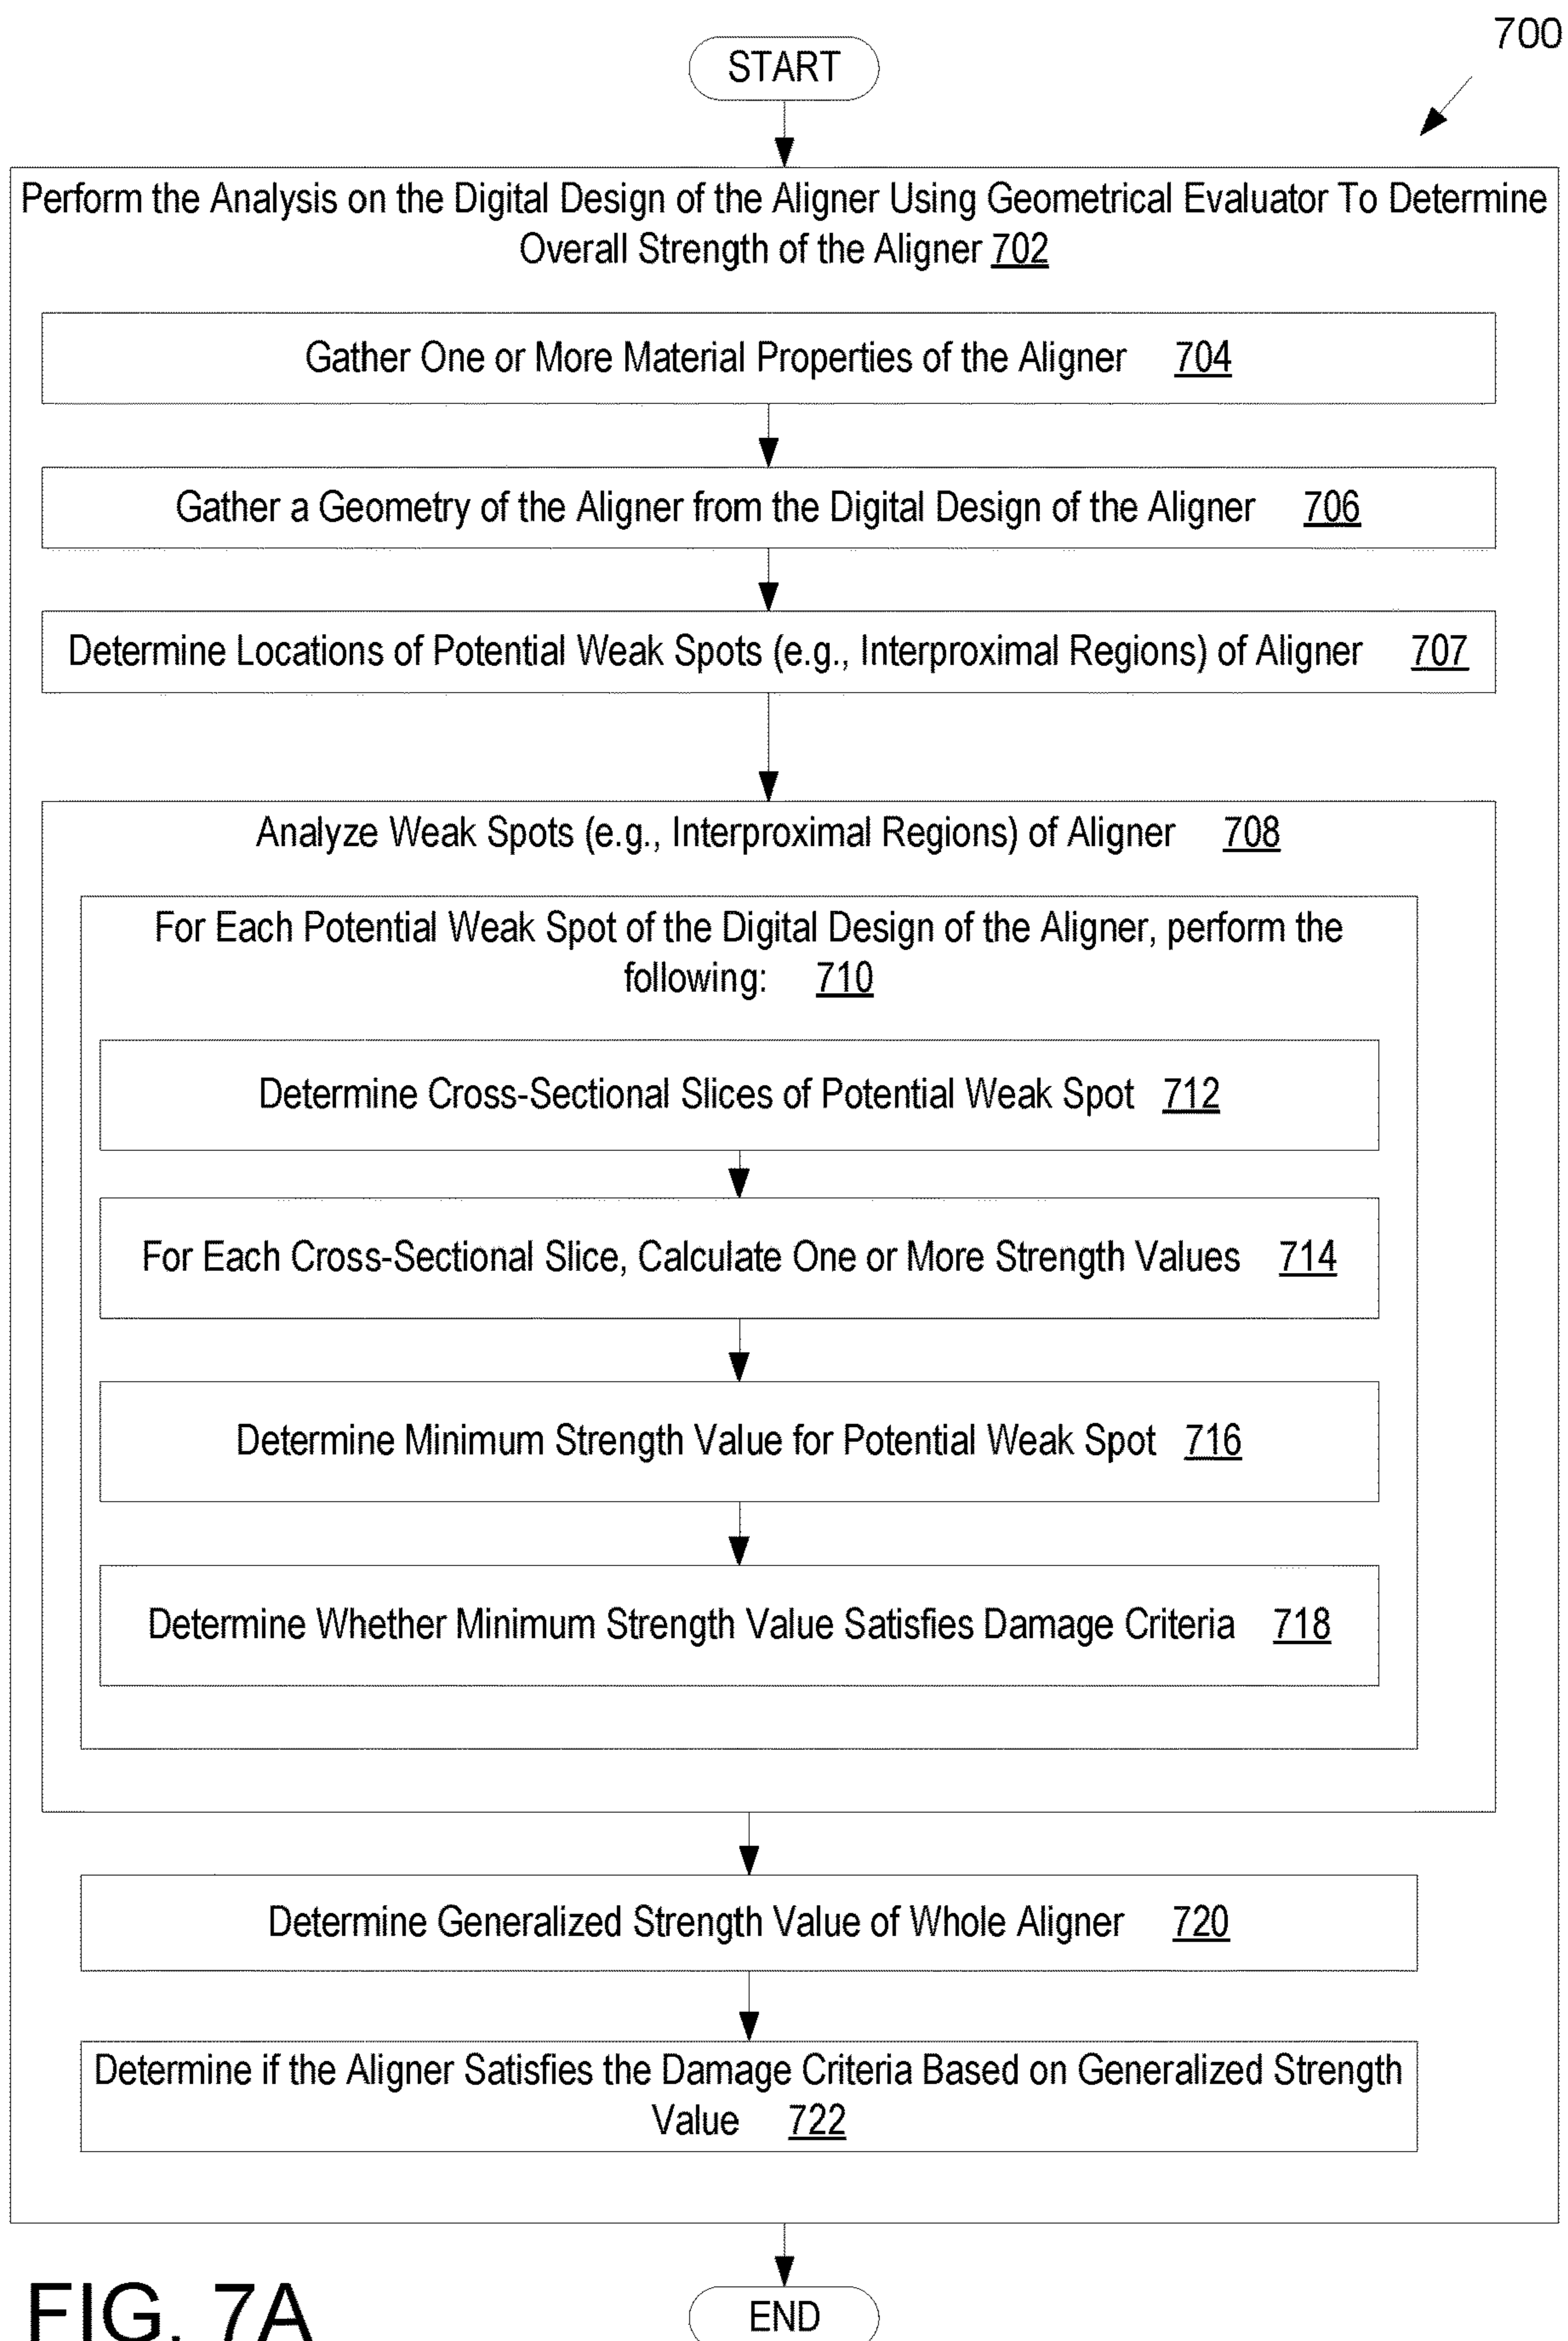 700
START
Perform the Analysis on the Digital Design of the Aligner Using Geometrical Evaluator To Determine
Overall Strength of the Aligner 702
Gather One or More Material Properties of the Aligner 704
Gather a Geometry of the Aligner from the Digital Design of the Aligner 706
Determine Locations of Potential Weak Spots (e.g., Interproximal Regions) of Aligner 707
Analyze Weak Spots (e.g., Interproximal Regions) of Aligner 708
For Each Potential Weak Spot of the Digital Design of the Aligner, perform the
following: 710
Determine Cross-Sectional Slices of Potential Weak Spot 712
For Each Cross-Sectional Slice, Calculate One or More Strength Values 714
Determine Minimum Strength Value for Potential Weak Spot 716
Determine Whether Minimum Strength Value Satisfies Damage Criteria 718
Determine Generalized Strength Value of Whole Aligner 720
Determine if the Aligner Satisfies the Damage Criteria Based on Generalized Strength
Value 722
END
FIG. 7A